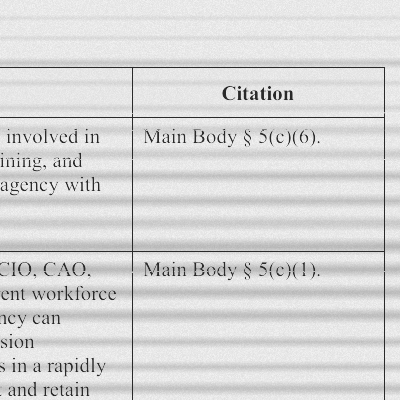 Citation
involved in Main Body § 5(c)(6).
ining, and
agency with
CIO, CAO, Main Body § 5(c)(1).
ent workforce
ncy can
sion
s in a rapidly
and retain